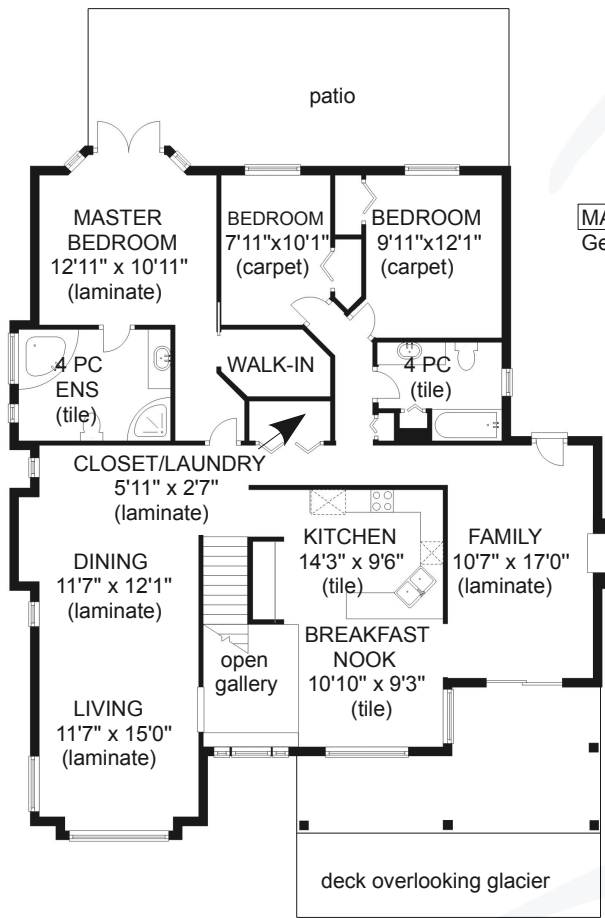 patio
MASTER
BEDROOM
12'11" x 10'11"
(laminate)
BEDROOM
7'11"x10'1"
(carpet)
BEDROOM
9'11"x12'1"
(carpet)
MA
Ge
4 PC
ENS
(tile)
WALK-IN
4 PC
(tile)
CLOSET/LAUNDRY
5'11" x 2'7"
(laminate)
DINING
11'7" x 12'1"
(laminate)
KITCHEN
14'3" x 9'6"
(tile)
FAMILY
10'7" x 17'0"
(laminate)
open
gallery
BREAKFAST
NOOK
10'10" x 9'3"
(tile)
LIVING
11'7" x 15'0"
(laminate)
deck overlooking glacier